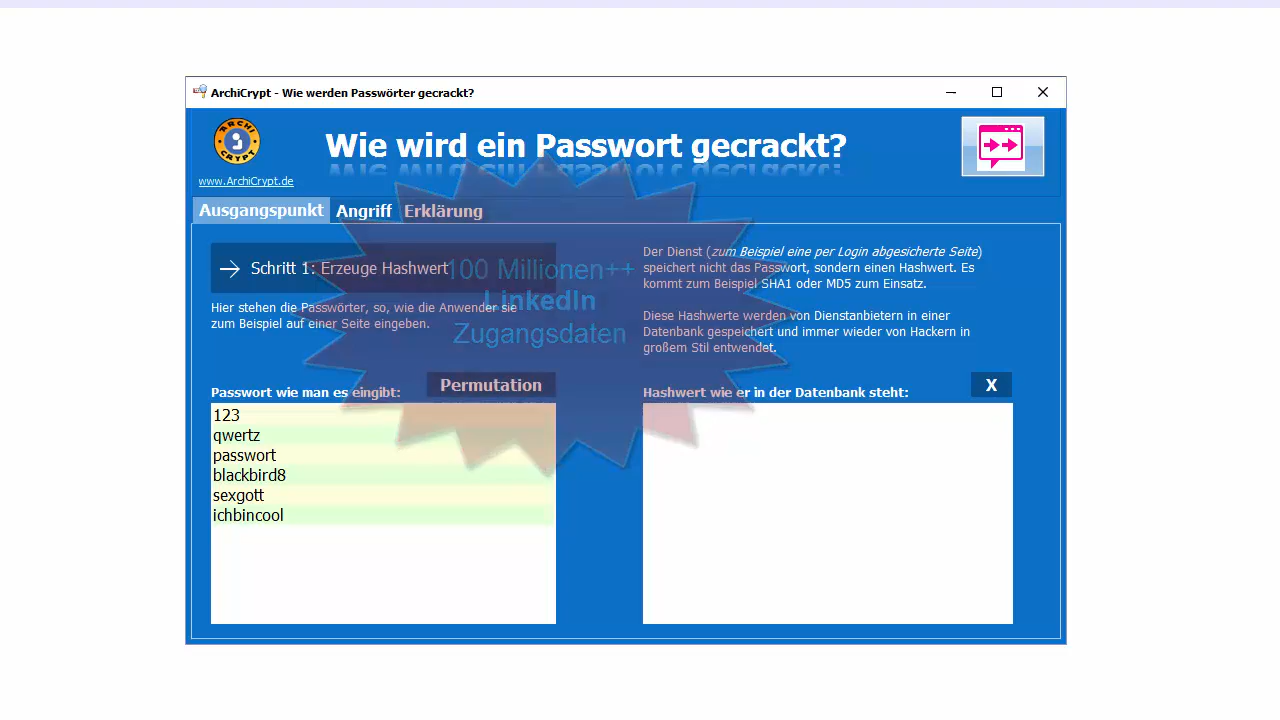 ArchiCrypt - Wie werden Passwörter gecrackt?
ARCHI
CRYPT
Wie wird ein Passwort gecrackt?
www.ArchiCrypt.de
Ausgangspunkt
Angriff
Erklärung
Schritt 1: Erzeuge Hashwert
Hier stehen die Passwörter, so, wie die Anwender sie
zum Beispiel auf einer Seite eingeben.
100 Millionen++
LinkedIn
Zugangsdaten
Der Dienst (zum Beispiel eine per Login abgesicherte Seite)
speichert nicht das Passwort, sondern einen Hashwert. Es
kommt zum Beispiel SHA1 oder MD5 zum Einsatz.
Diese Hashwerte werden von Dienstanbietern in einer
Datenbank gespeichert und immer wieder von Hackern in
großem Stil entwendet.
Passwort wie man es eingibt:
Permutation
123
qwertz
passwort
blackbird8
sexgott
ichbincool
Hashwert wie er in der Datenbank steht:
X